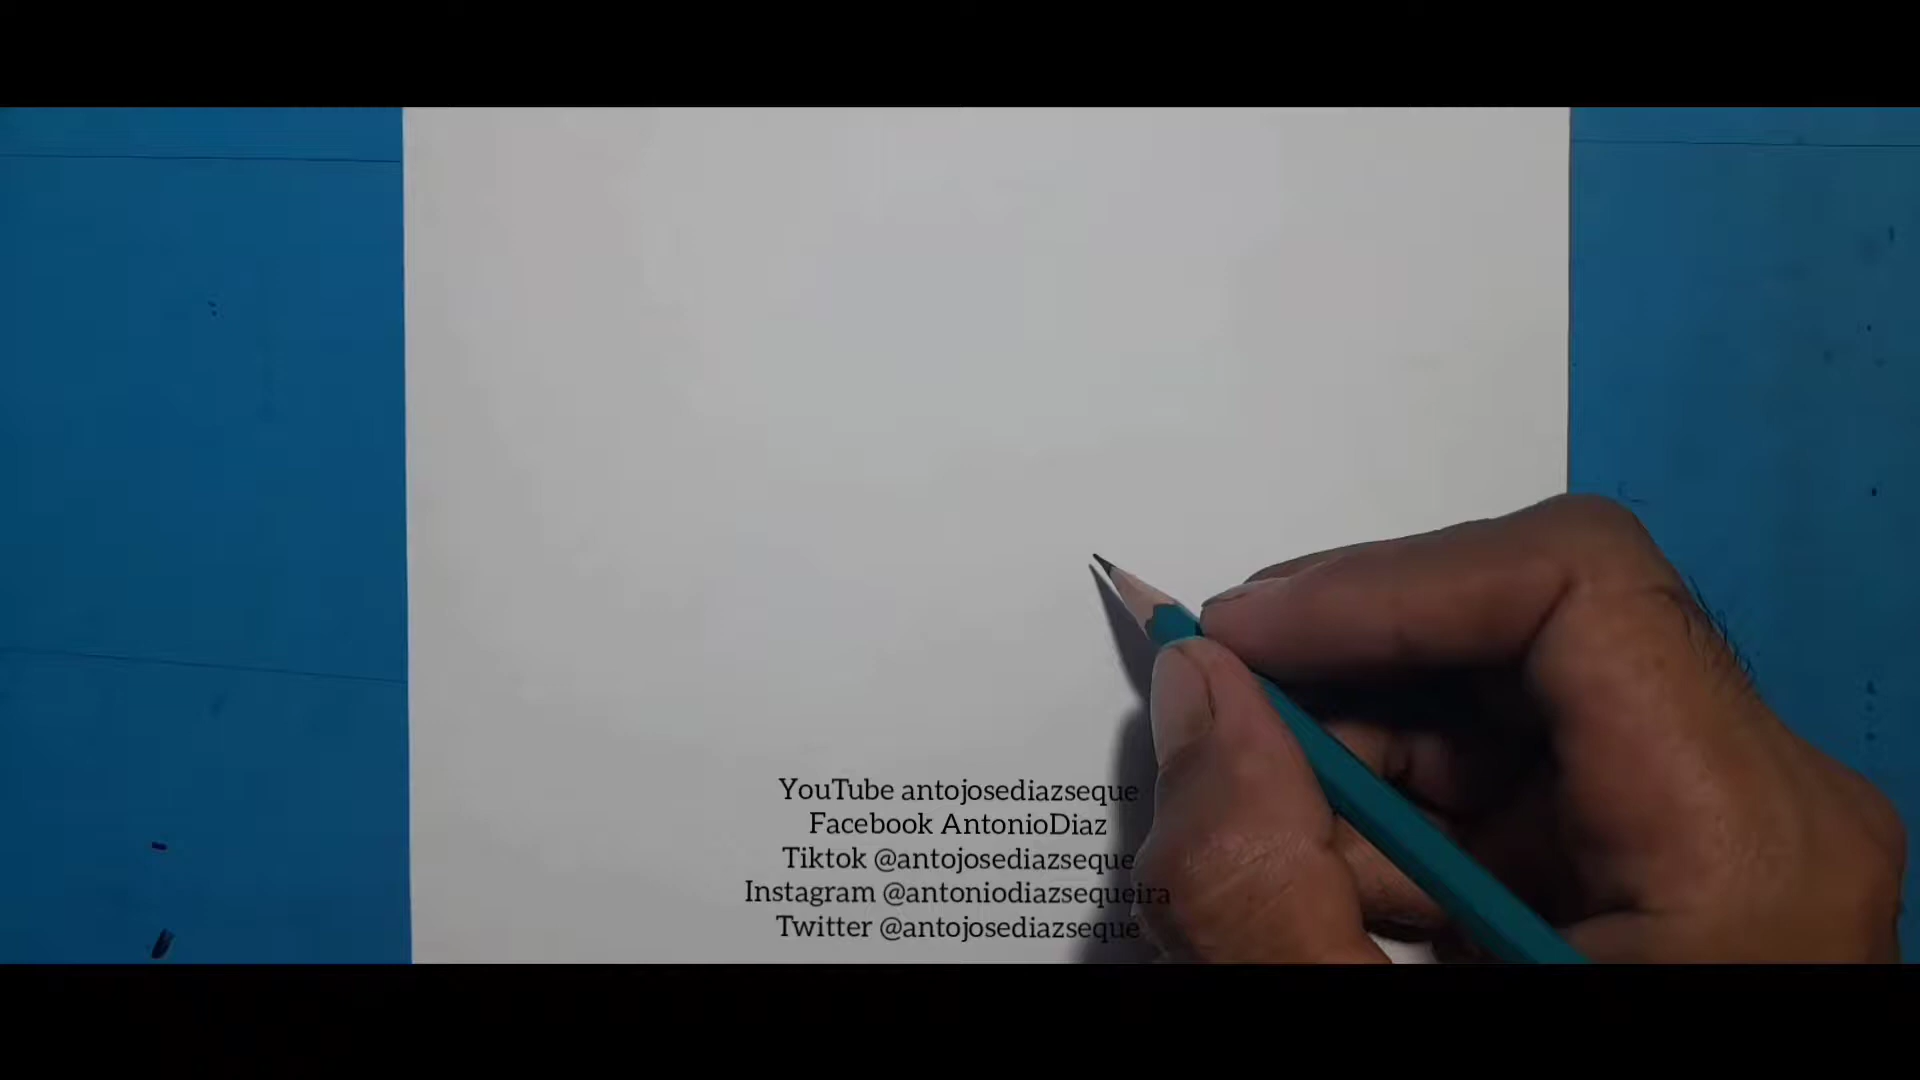 YouTube antojosediazseque
Facebook AntonioDiaz
Tiktok @antojosediazseque
Instagram @antoniodiazsequeira
Twitter @antojosediazseque